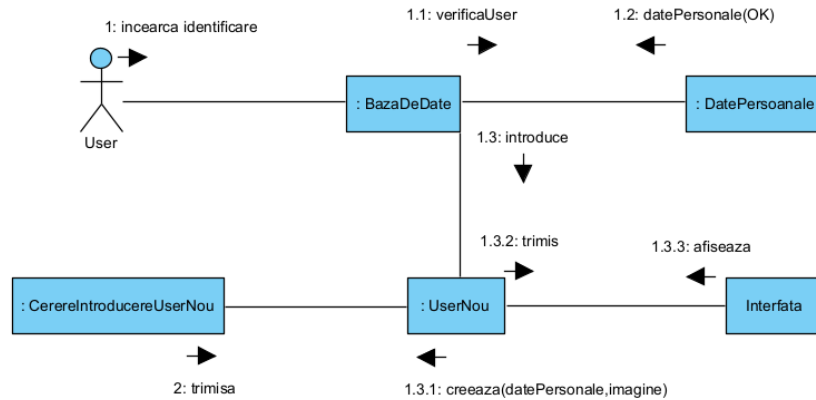 1: incearca identificare
1.1: verificaUser
1.2: datePersonale(OK)
: BazaDeDate
: DatePersoanale
User
1.3: introduce
1.3.2: trimis
1.3.3: afiseaza
: CerereIntroducereUserNou
: UserNou
Interfata
2: trimisa
1.3.1: creeaza(datePersonale,imagine)